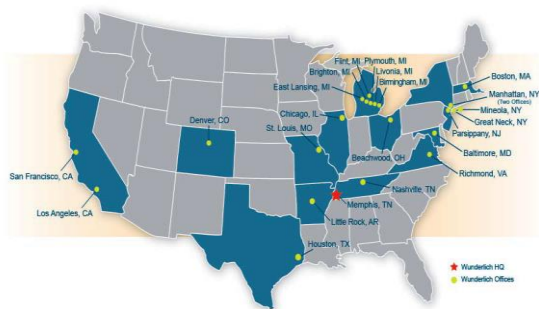 Flint, MI
Plymouth, MI
Brighton, MI
Livonia, MI
Birmingham, MI
East Lansing, MI
Boston, MA
Manhattan, NY
(Two Offices)
Chicago, IL
Mineola, NY
Great Neck, NY
Denver, CO
St. Louis, MO
Parsippany, NJ
Beachwood, OH
Baltimore, MD
San Francisco, CA
Richmond, VA
Nashville, TN
Los Angeles, CA
Memphis, TN
Little Rock, AR
Houston, TX
Wunderlich HQ
Wunderlich Offices